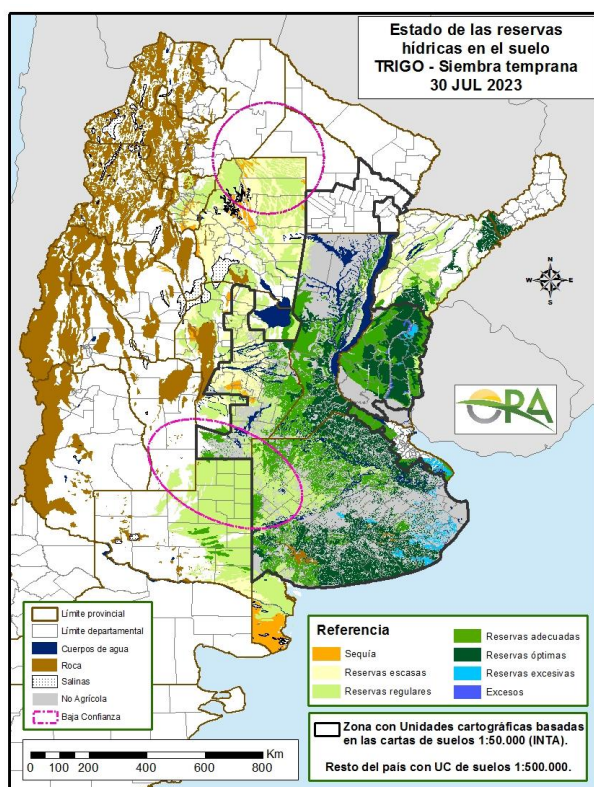 Estado de las reservas
hídricas en el suelo
TRIGO - Siembra temprana
30 JUL 2023
N
W E
S
ORA
Límite provincial
Límite departamental
Cuerpos de agua
Roca
Salinas
No Agrícola
Baja Confianza
Referencia
Sequía
Reservas escasas
Reservas regulares
Reservas adecuadas
Reservas óptimas
Reservas excesivas
Excesos
Zona con Unidades cartográficas basadas
en las cartas de suelos 1:50.000 (INTA).
Resto del país con UC de suelos 1:500.000.
Km
0 100 200 400 600 800